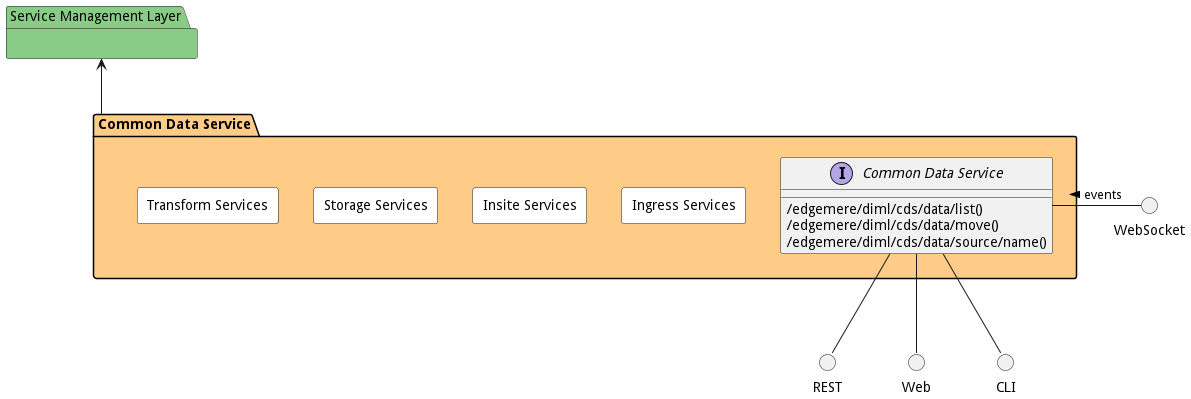 Service Management Layer
Common Data Service
Transform Services
Storage Services
Insite Services
Ingress Services
I Common Data Service
/edgemere/diml/cds/data/list()
/edgemere/diml/cds/data/move()
/edgemere/diml/cds/data/source/name()
events
WebSocket
REST
Web
CLI